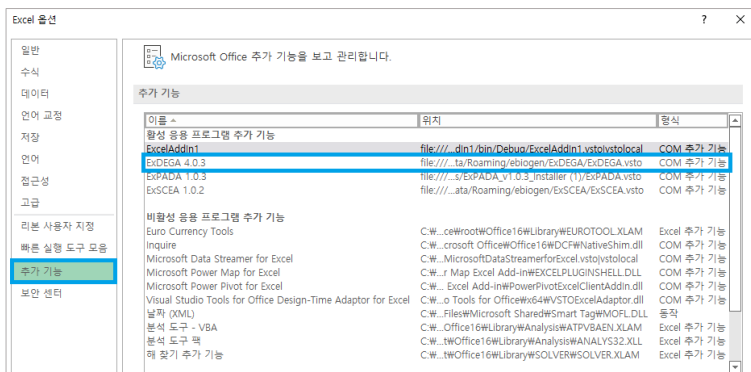 Excel 옵션
? ×
일반
수식
데이터
언어 교정
저장
언어
접근성
고급
리본 사용자 지정
빠른 실행 도구 모음
추가 기능
보안 센터
Microsoft Office 추가 기능을 보고 관리합니다.
추가 기능
이름 위치 형식
활성 응용 프로그램 추가 기능
ExcelAddIn1 file:///...dIn1/bin/Debug/ExcelAddIn1.vsto|vstolocal COM 추가 기능
ExDEGA 4.0.3 file:///...ta/Roaming/ebiogen/ExDEGA/ExDEGA.vsto COM 추가 기능
ExPADA 1.0.3 file:///...s/ExPADA_v1.0.3_Installer (1)/ExPADA.vsto COM 추가 기능
ExSCEA 1.0.2 file:///...ata/Roaming/ebiogen/ExSCEA/ExSCEA.vsto COM 추가 기능
비활성 응용 프로그램 추가 기능
Euro Currency Tools C:₩...ce₩root₩Office16₩Library₩EUROTOOL.XLAM Excel 추가 기능
Inquire C:₩...crosoft Office₩Office16₩DCF₩NativeShim.dll COM 추가 기능
Microsoft Data Streamer for Excel C:₩...MicrosoftDataStreamerforExcel.vsto|vstolocal COM 추가 기능
Microsoft Power Map for Excel C:₩...r Map Excel Add-in₩EXCELPLUGINSHELL.DLL COM 추가 기능
Microsoft Power Pivot for Excel C:₩... Excel Add-in₩PowerPivotExcelClientAddIn.dll COM 추가 기능
Visual Studio Tools for Office Design-Time Adaptor for Excel C:₩...o Tools for Office₩x64₩VSTOExcelAdaptor.dll COM 추가 기능
날짜 (XML) C:₩...Files₩Microsoft Shared₩Smart Tag₩MOFL.DLL 동작
분석 도구 - VBA C:₩...Office16₩Library₩Analysis₩ATPVBAEN.XLAM Excel 추가 기능
분석 도구 팩 C:₩...t₩Office16₩Library₩Analysis₩ANALYS32.XLL Excel 추가 기능
해 찾기 추가 기능 C:₩...t₩Office16₩Library₩SOLVER₩SOLVER.XLAM Excel 추가 기능